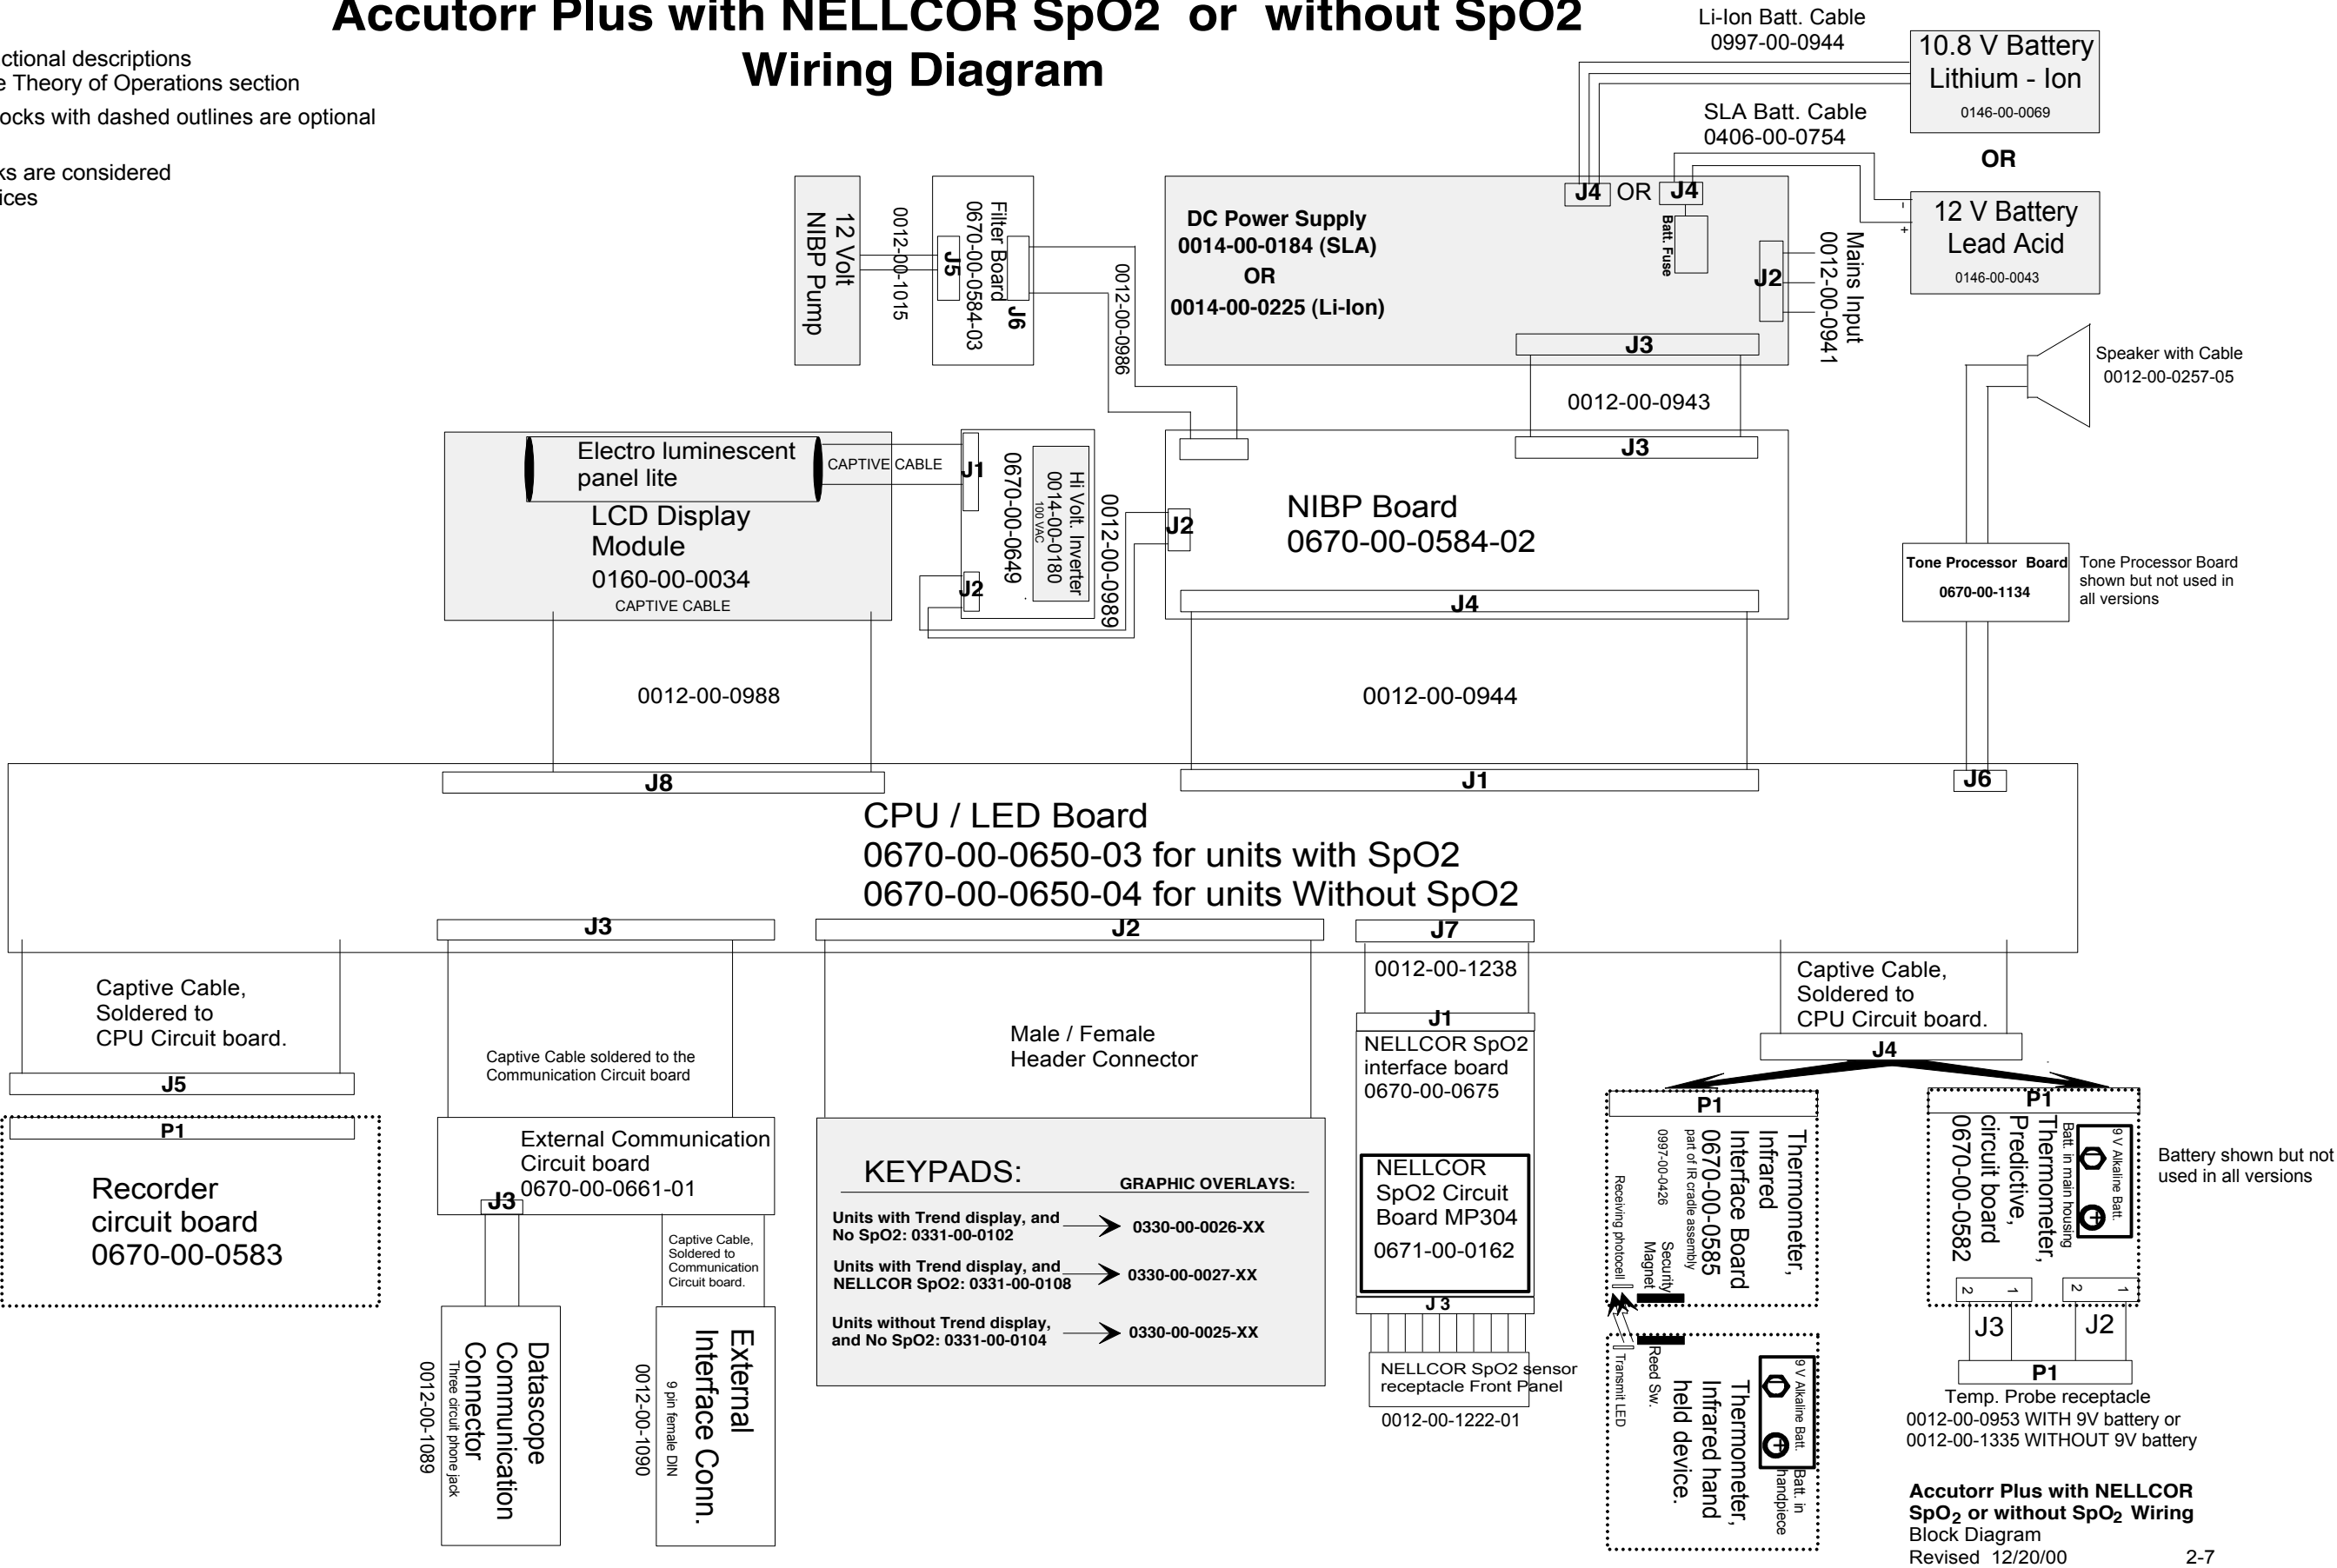 Accutorr Plus with NELLCOR SpO2 or without SpO2
Wiring Diagram
ctional descriptions
e Theory of Operations section
ocks with dashed outlines are optional
ks are considered
ices
Li-Ion Batt. Cable
0997-00-0944
10.8 V Battery
Lithium - Ion
0146-00-0069
SLA Batt. Cable
0406-00-0754
OR
12 V Battery
Lead Acid
0146-00-0043
-
+
12 Volt
NIBP Pump
0012-00-1015
Filter Board
0670-00-0584-03
J5
J6
0012-00-0986
DC Power Supply
0014-00-0184 (SLA)
OR
0014-00-0225 (Li-Ion)
J4 OR J4
Batt. Fuse
J2
Mains Input
0012-00-0941
J3
0012-00-0943
Speaker with Cable
0012-00-0257-05
Electro luminescent
panel lite
CAPTIVE CABLE
LCD Display
Module
0160-00-0034
CAPTIVE CABLE
J1
J2
0670-00-0649
Hi Volt. Inverter
0014-00-0180
100 VAC
0012-00-0989
J2
J3
NIBP Board
0670-00-0584-02
J4
Tone Processor Board
0670-00-1134
Tone Processor Board
shown but not used in
all versions
0012-00-0988
0012-00-0944
J8
J1
J6
CPU / LED Board
0670-00-0650-03 for units with SpO2
0670-00-0650-04 for units Without SpO2
J3
J2
J7
Captive Cable,
Soldered to
CPU Circuit board.
J5
P1
Recorder
circuit board
0670-00-0583
Captive Cable soldered to the
Communication Circuit board
External Communication
Circuit board
0670-00-0661-01
J3
Captive Cable,
Soldered to
Communication
Circuit board.
Datascope
Communication
Connector
Three circuit phone jack
0012-00-1089
External
Interface Conn.
9 pin female DIN
0012-00-1090
Male / Female
Header Connector
KEYPADS:
GRAPHIC OVERLAYS:
Units with Trend display, and
No SpO2: 0331-00-0102
0330-00-0026-XX
Units with Trend display, and
NELLCOR SpO2: 0331-00-0108
0330-00-0027-XX
Units without Trend display,
and No SpO2: 0331-00-0104
0330-00-0025-XX
0012-00-1238
J1
NELLCOR SpO2
interface board
0670-00-0675
NELLCOR
SpO2 Circuit
Board MP304
0671-00-0162
J 3
NELLCOR SpO2 sensor
receptacle Front Panel
0012-00-1222-01
Captive Cable,
Soldered to
CPU Circuit board.
J4
P1
Thermometer,
Infrared
Interface Board
0670-00-0585
part of IR cradle assembly
0997-00-0426
Security
Magnet
Receiving photocell
Reed Sw.
Transmit LED
Thermometer,
Infrared hand
held device.
9 V Alkaline Batt.
Batt. in
handpiece
P1
9 V Alkaline Batt.
Batt. in main housing
Thermometer,
Predictive,
circuit board
0670-00-0582
2 1
2 1
J3
J2
P1
Temp. Probe receptacle
0012-00-0953 WITH 9V battery or
0012-00-1335 WITHOUT 9V battery
Battery shown but not
used in all versions
Accutorr Plus with NELLCOR
SpO2 or without SpO2 Wiring
Block Diagram
Revised 12/20/00
2-7